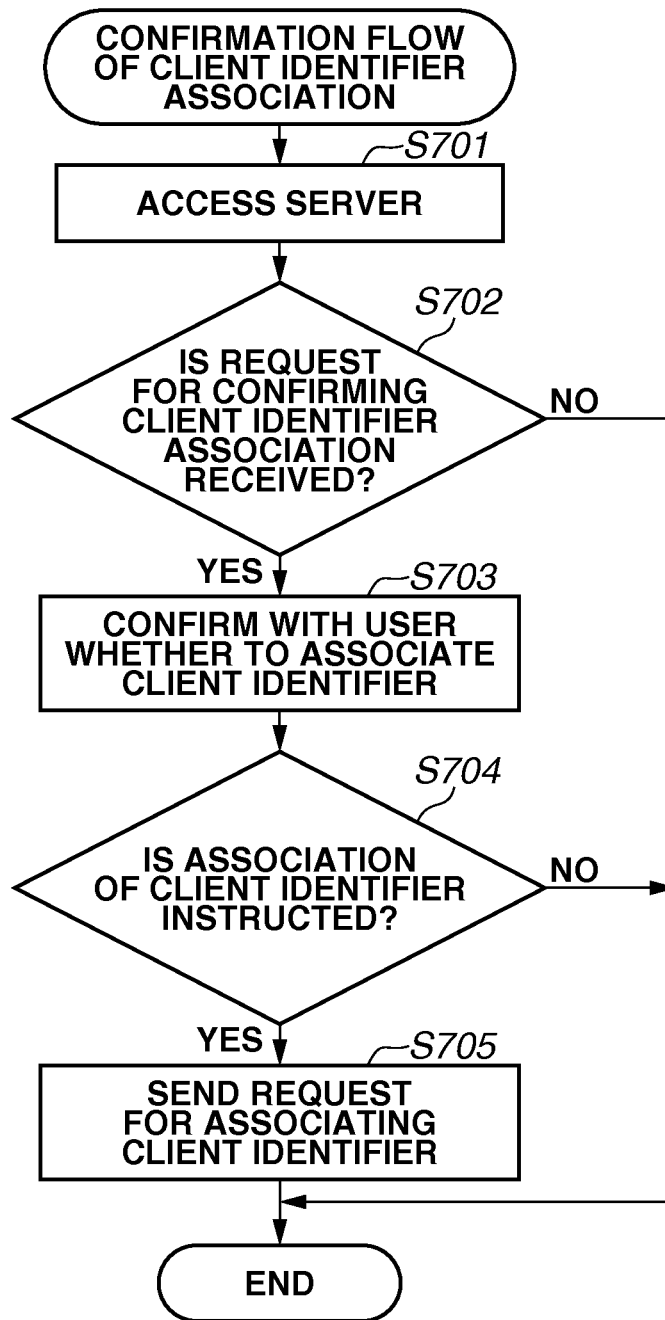 CONFIRMATION FLOW
OF CLIENT IDENTIFIER
ASSOCIATION
S701
ACCESS SERVER
S702
IS REQUEST
FOR CONFIRMING
CLIENT IDENTIFIER
ASSOCIATION
RECEIVED?
NO
YES
S703
CONFIRM WITH USER
WHETHER TO ASSOCIATE
CLIENT IDENTIFIER
S704
IS ASSOCIATION
OF CLIENT IDENTIFIER
INSTRUCTED?
NO
YES
S705
SEND REQUEST
FOR ASSOCIATING
CLIENT IDENTIFIER
END